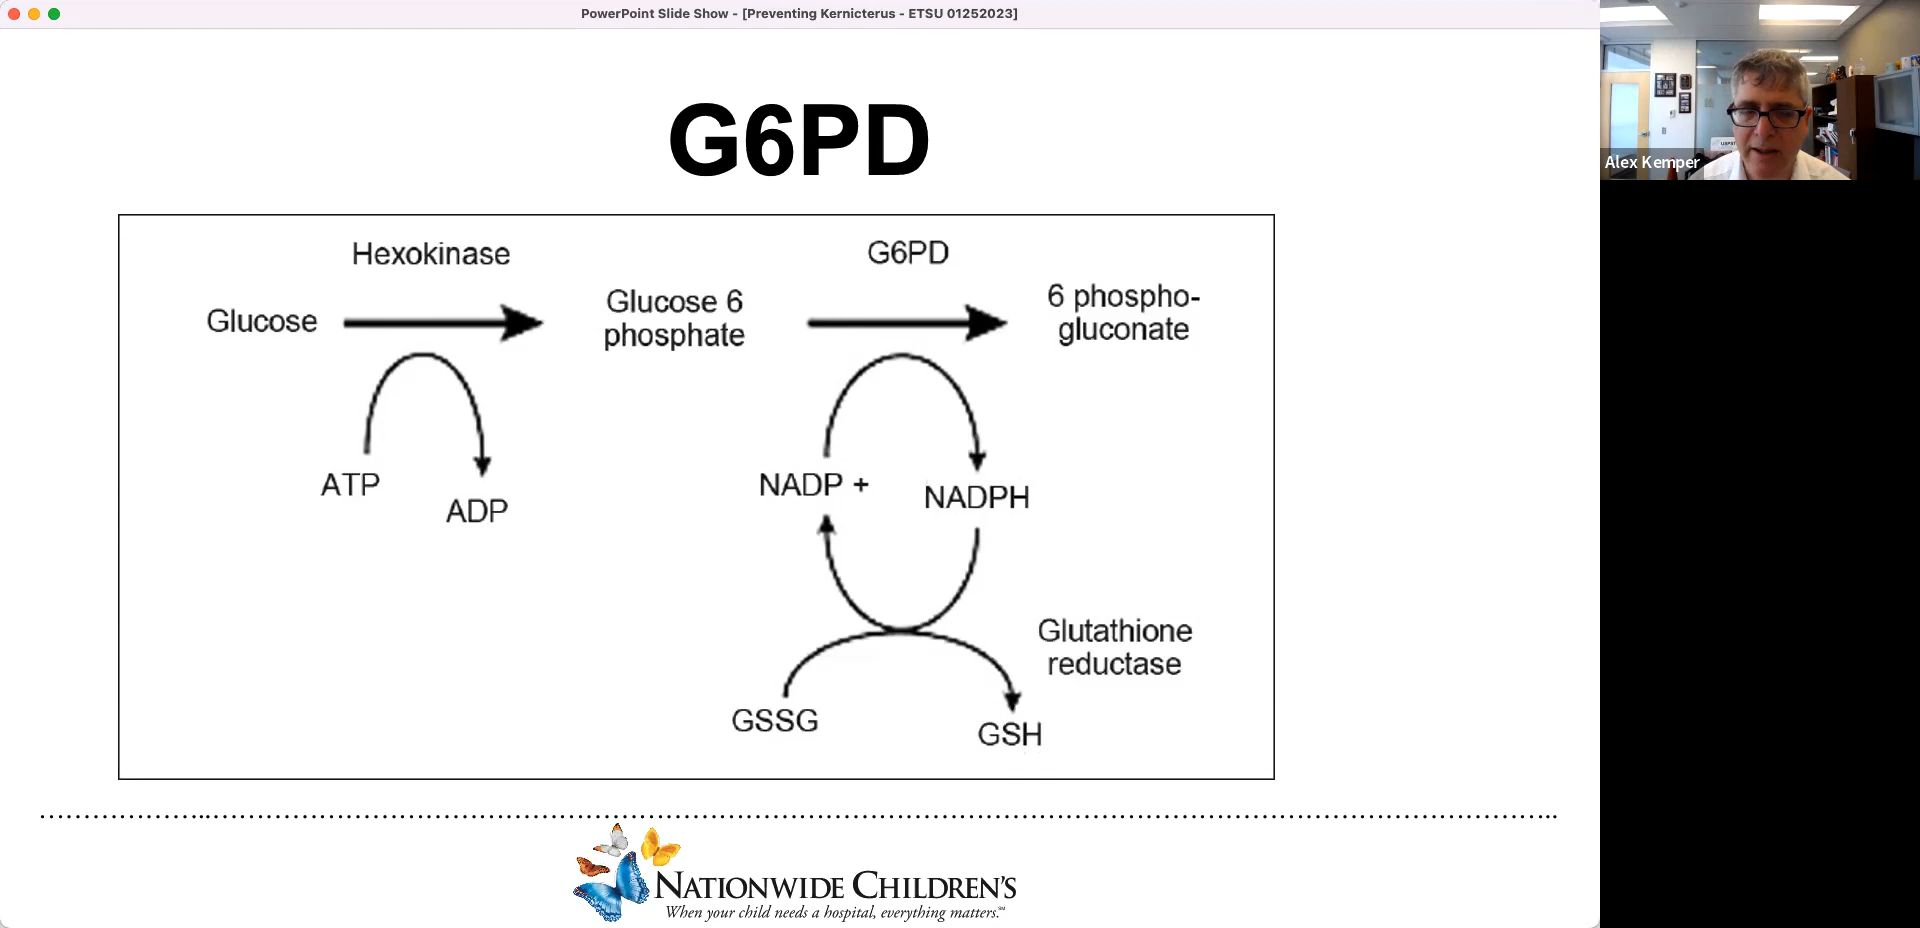 PowerPoint Slide Show - [Preventing Kernicterus - ETSU 01252023]
Alex Kemper
G6PD
Hexokinase
G6PD
Glucose
Glucose 6
phosphate
6 phospho-
gluconate
ATP
ADP
NADP +
NADPH
Glutathione
reductase
GSSG
GSH
NATIONWIDE CHILDREN'S
When your child needs a hospital, everything matters.℠